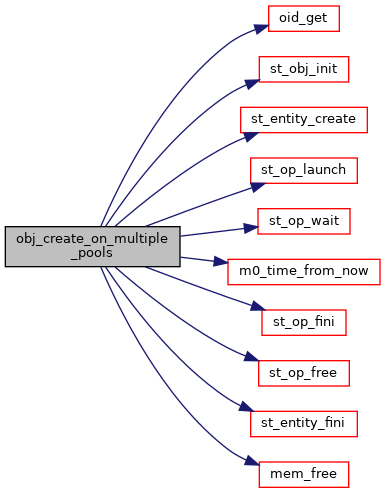 oid_get
st_obj_init
st_entity_create
st_op_launch
st_op_wait
obj_create_on_multiple
_pools
m0_time_from_now
st_op_fini
st_op_free
st_entity_fini
mem_free